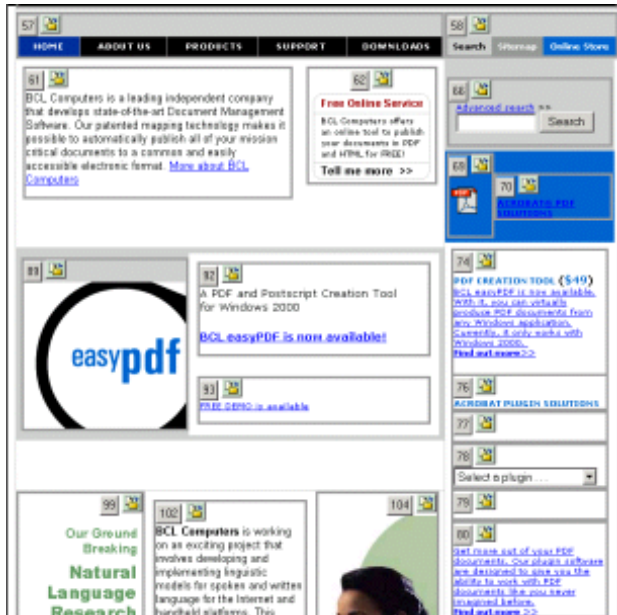 57
58
HOME ABOUT US PRODUCTS SUPPORT DOWNLOADS Search Sitemap Online Store
61
BCL Computers is a leading independent company
that develops state-of-the-art Document Management
Software. Our patented mapping technology makes it
possible to automatically publish all of your mission
critical documents to a common and easily
accessible electronic format. More about BCL
Computers
62
Free Online Service
BCL Computers offers
an online tool to publish
your documents in PDF
and HTML for FREE!
Tell me more >>
68
Advanced search >>
Search
69
70
ACROBAT® PDF
SOLUTIONS
easypdf
92
A PDF and Postscript Creation Tool
for Windows 2000
BCL easyPDF is now available!
93
FREE DEMO is available
74
PDF CREATION TOOL ($49)
BCL easyPDF is now available.
With it, you can virtually
produce PDF documents from
any Windows application.
Currently, it only works with
Windows 2000.
Find out more>>
76
ACROBAT PLUGIN SOLUTIONS
77
78
Select a plugin . . .
79
80
Get more out of your PDF
documents. Our plugin software
are designed to give you the
ability to work with PDF
documents like you never
imagined before.
Find out more >>
99
Our Ground
Breaking
Natural
Language
Research
102
BCL Computers is working
on an exciting project that
involves developing and
implementing linguistic
models for spoken and written
language for the Internet and
handheld platforms. This
104